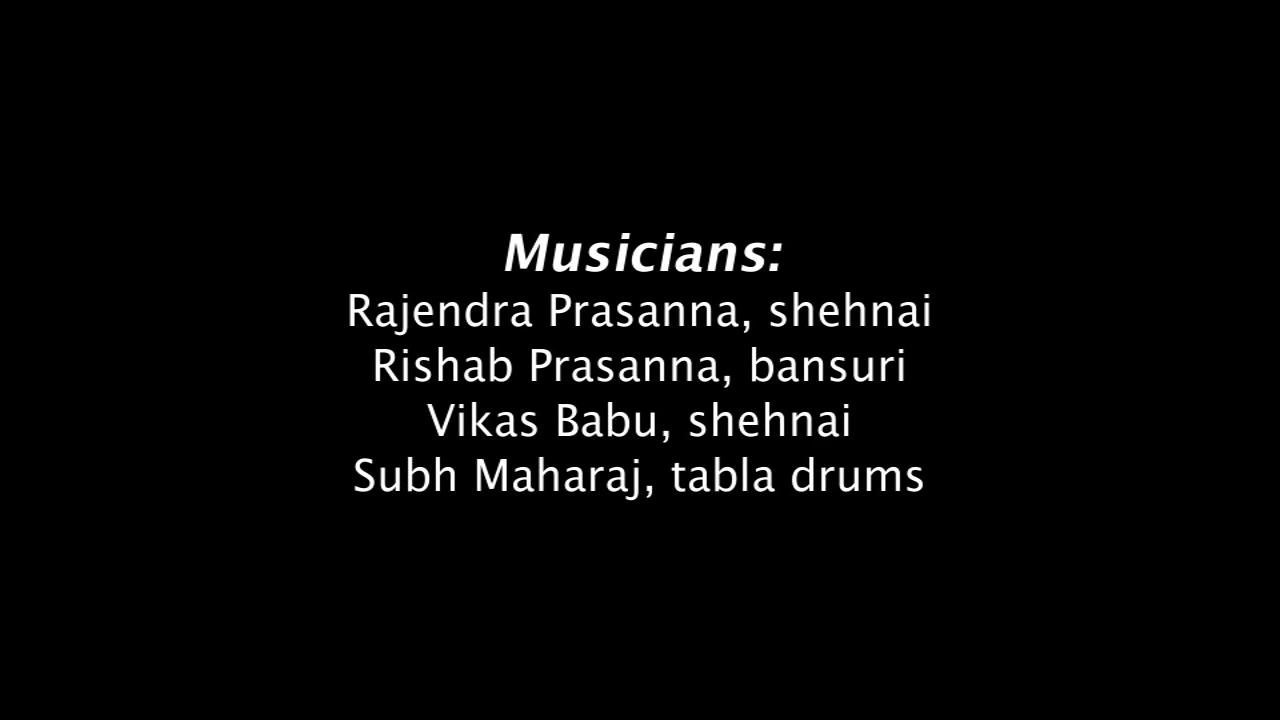 Musicians:
Rajendra Prasanna, shehnai
Rishab Prasanna, bansuri
Vikas Babu, shehnai
Subh Maharaj, tabla drums